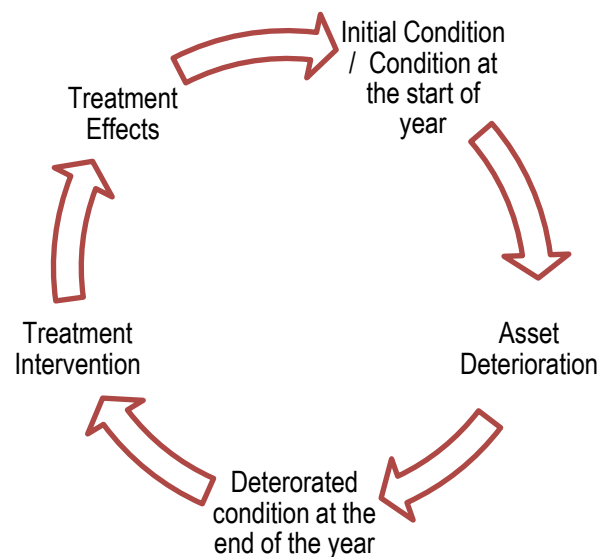 Initial Condition
/ Condition at
the start of
year
Asset
Deterioration
Deterorated
condition at the
end of the year
Treatment
Intervention
Treatment
Effects